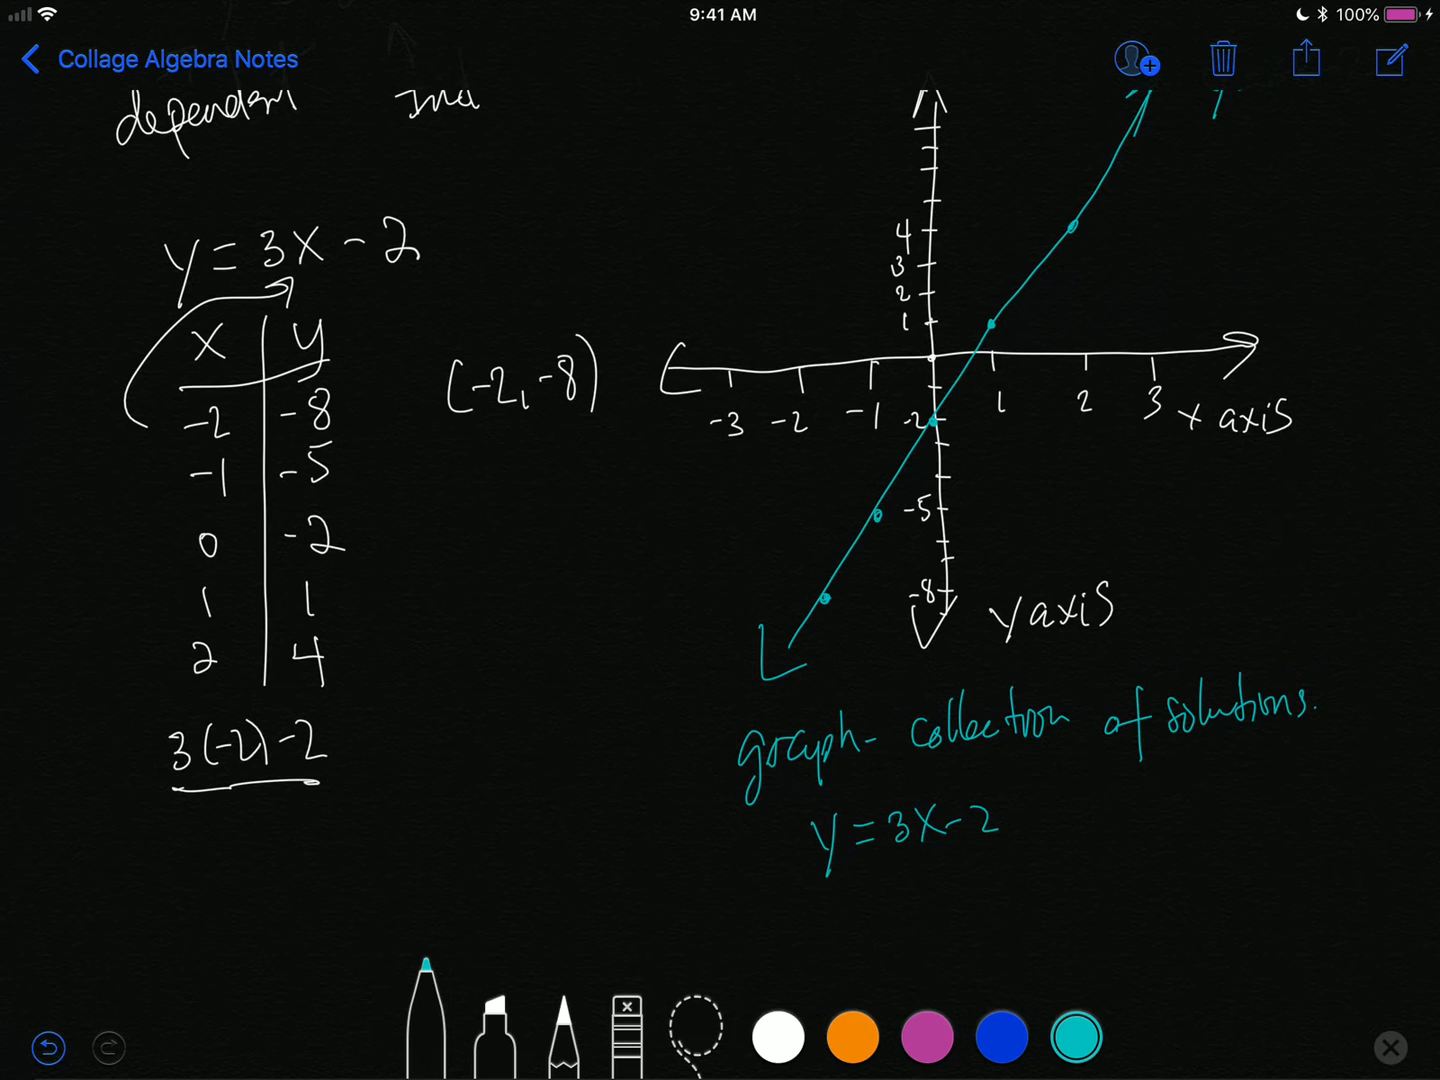 9:41 AM
100%
Collage Algebra Notes
y = 3x - 2
x y
-2 -8
-1 -5
0 -2
1 1
2 4
3(-2) - 2
(-2, -8)
4
3
2
1
-3 -2 -1 -2 1 2 3 x axis
-5
-8
y axis
graph - collection of solutions.
y = 3x - 2